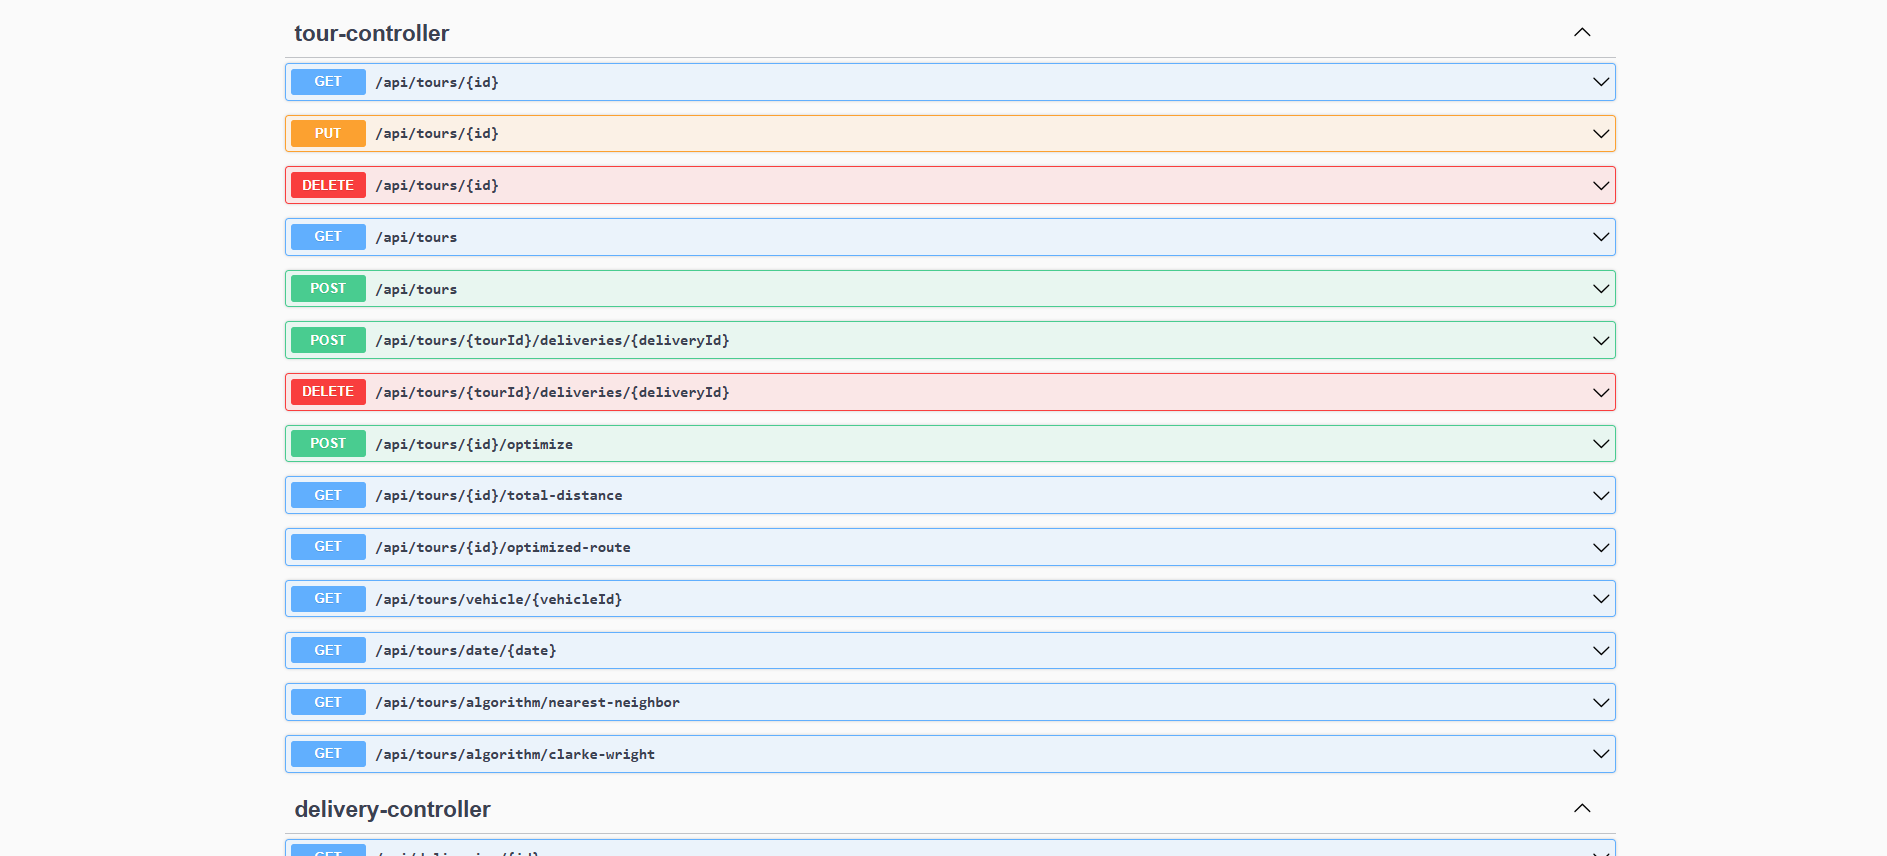 tour-controller
GET /api/tours/{id}
PUT /api/tours/{id}
DELETE /api/tours/{id}
GET /api/tours
POST /api/tours
POST /api/tours/{tourId}/deliveries/{deliveryId}
DELETE /api/tours/{tourId}/deliveries/{deliveryId}
POST /api/tours/{id}/optimize
GET /api/tours/{id}/total-distance
GET /api/tours/{id}/optimized-route
GET /api/tours/vehicle/{vehicleId}
GET /api/tours/date/{date}
GET /api/tours/algorithm/nearest-neighbor
GET /api/tours/algorithm/clarke-wright
delivery-controller
GET